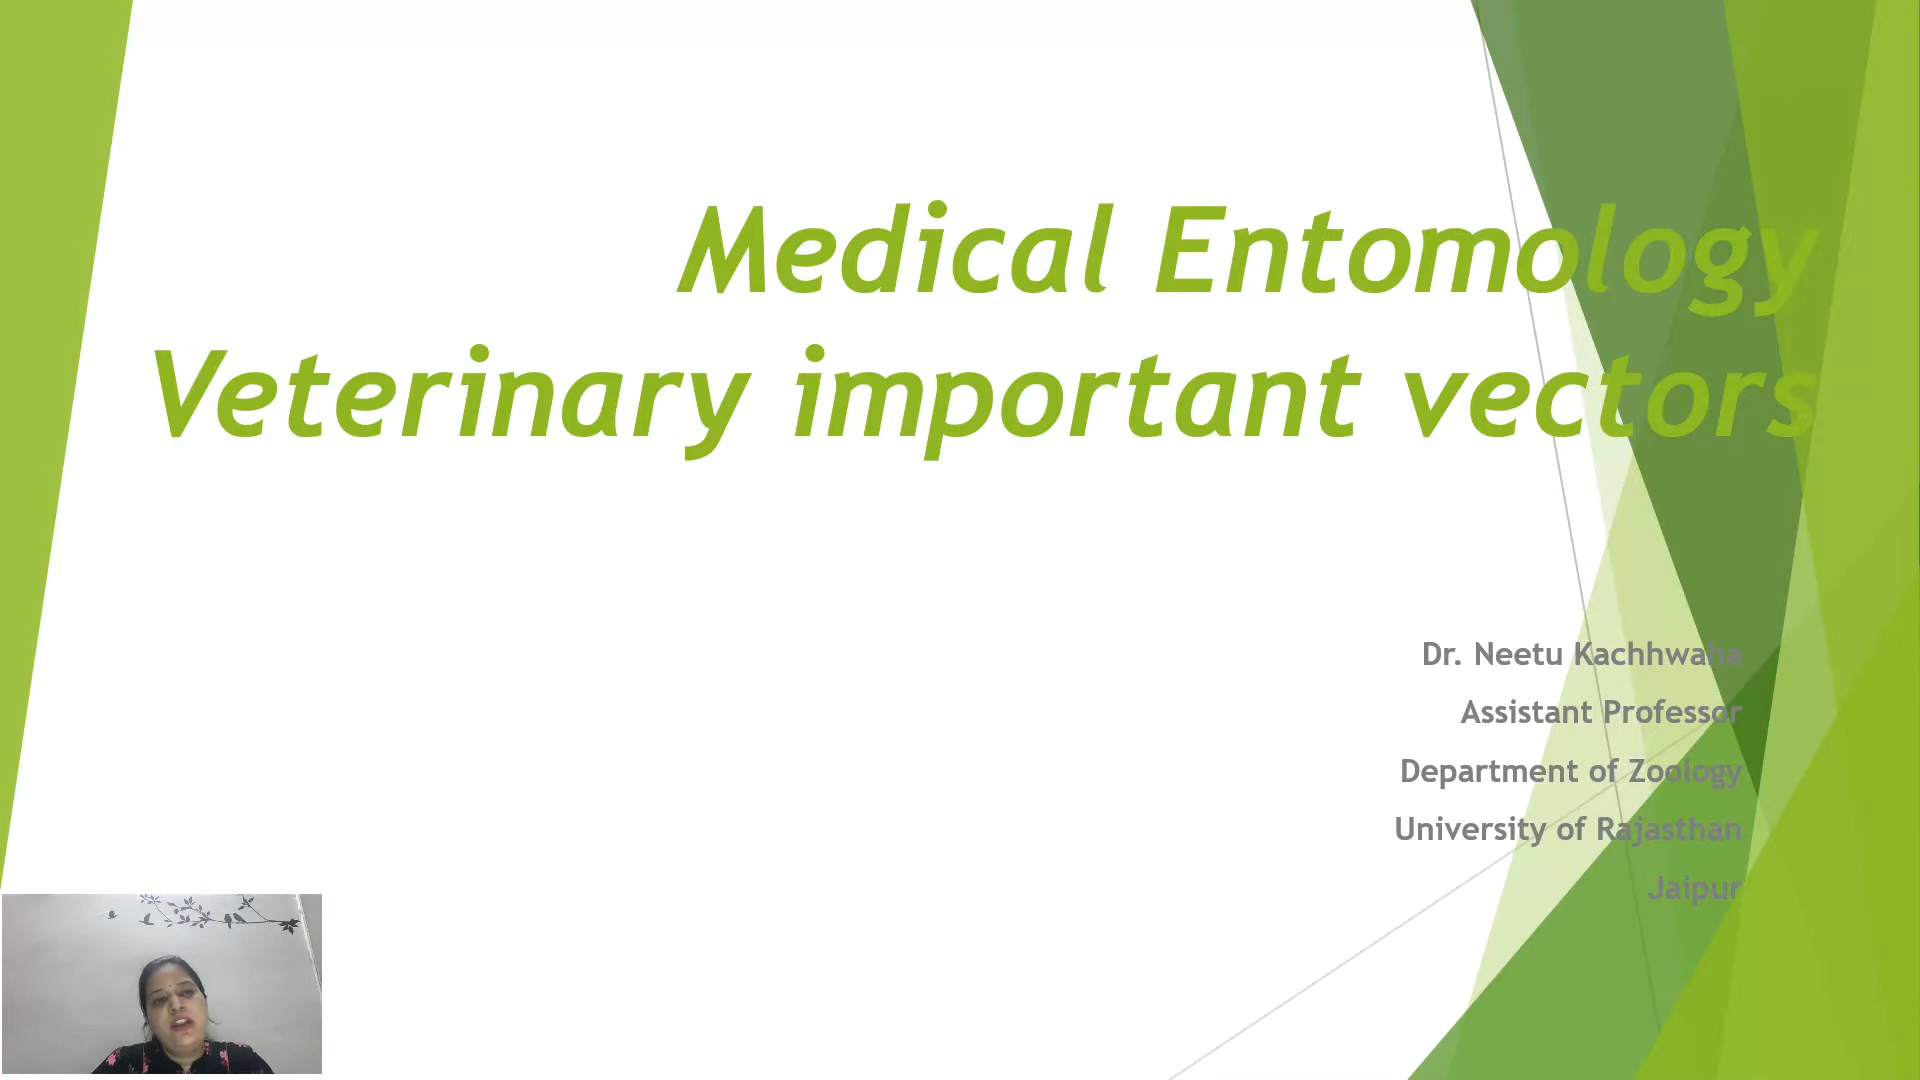 Medical Entomology
Veterinary important vectors
Dr. Neetu Kachhwaha
Assistant Professor
Department of Zoology
University of Rajasthan
Jaipur